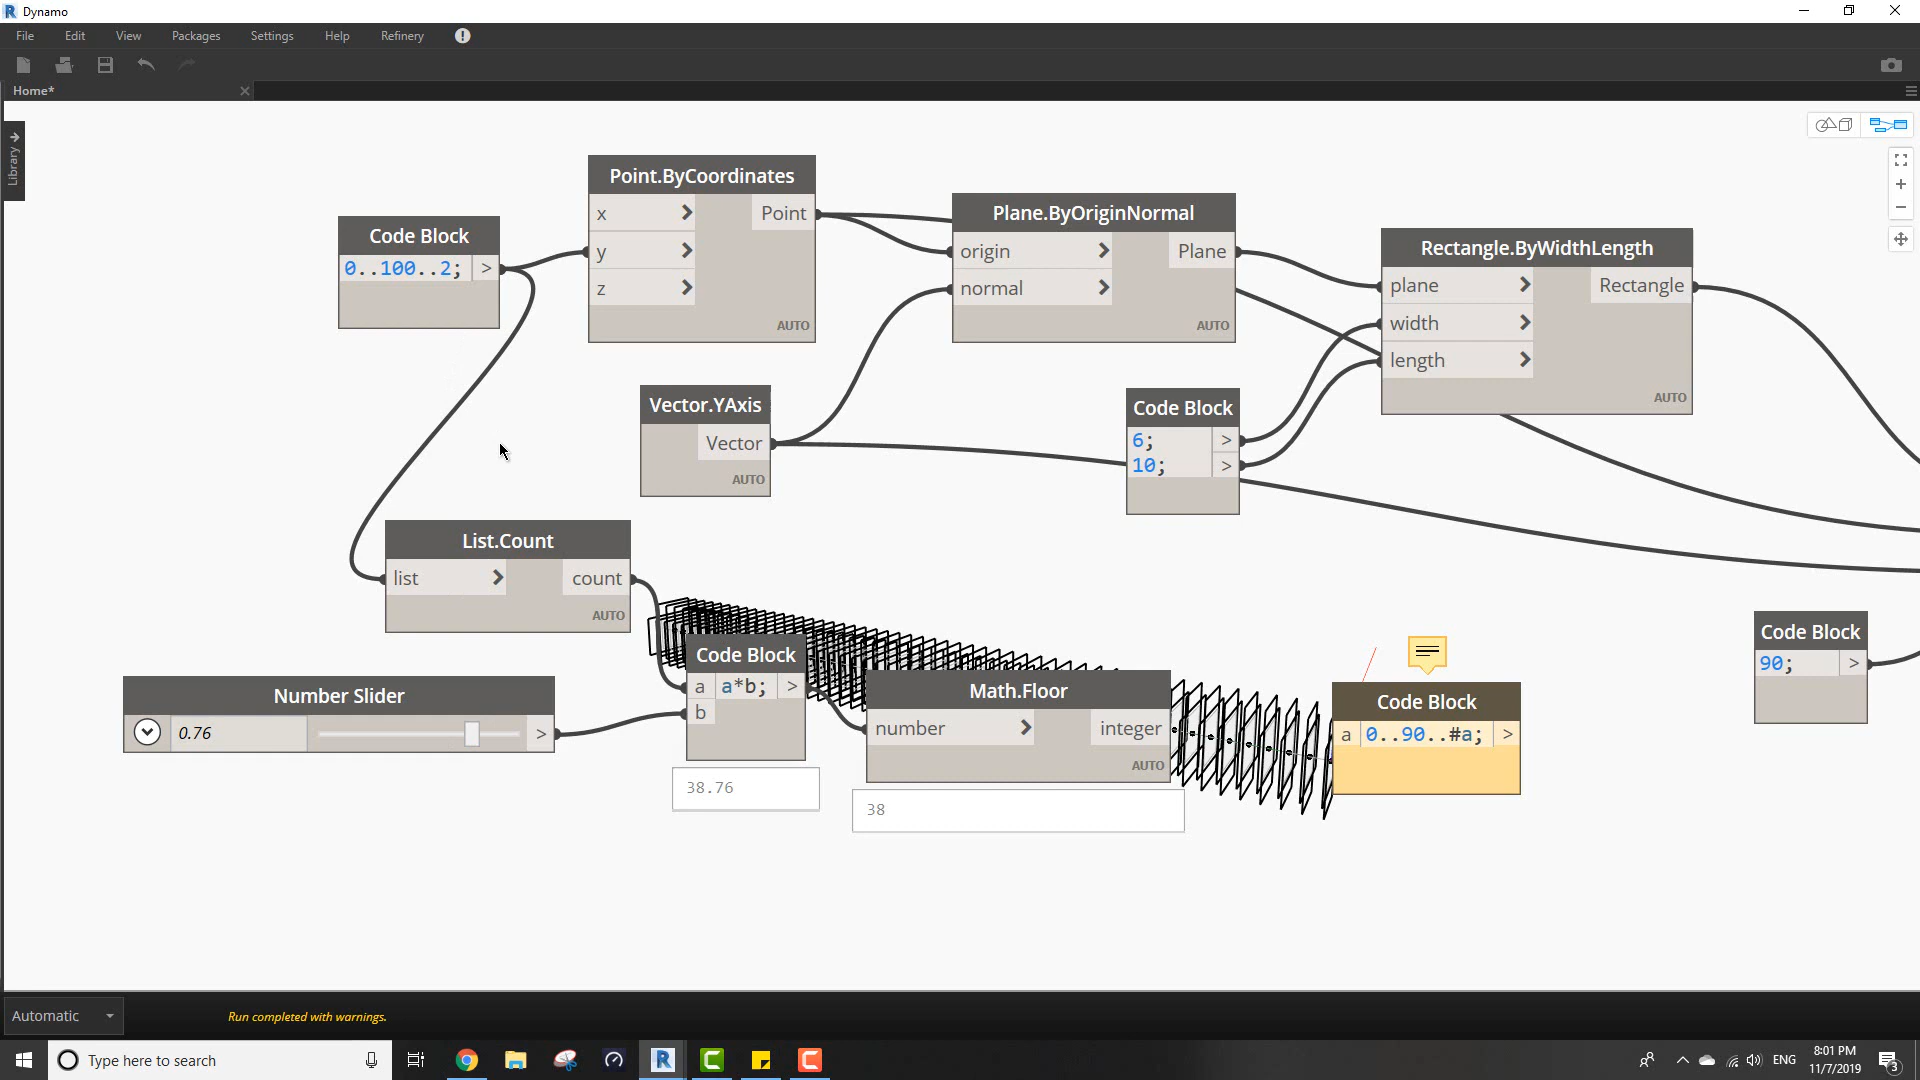 Dynamo
File Edit View Packages Settings Help Refinery
Home*
Library
Code Block
0..100..2; >
Point.ByCoordinates
x Point
y
z
AUTO
Plane.ByOriginNormal
origin Plane
normal
AUTO
Rectangle.ByWidthLength
plane Rectangle
width
length
AUTO
Vector.YAxis
Vector
AUTO
Code Block
6; >
10; >
List.Count
list count
AUTO
Number Slider
0.76 >
Code Block
a a*b; >
b
38.76
Math.Floor
number integer
AUTO
38
Code Block
a 0..90..#a; >
Code Block
90; >
Automatic
Run completed with warnings.
Type here to search
ENG
8:01 PM
11/7/2019
3